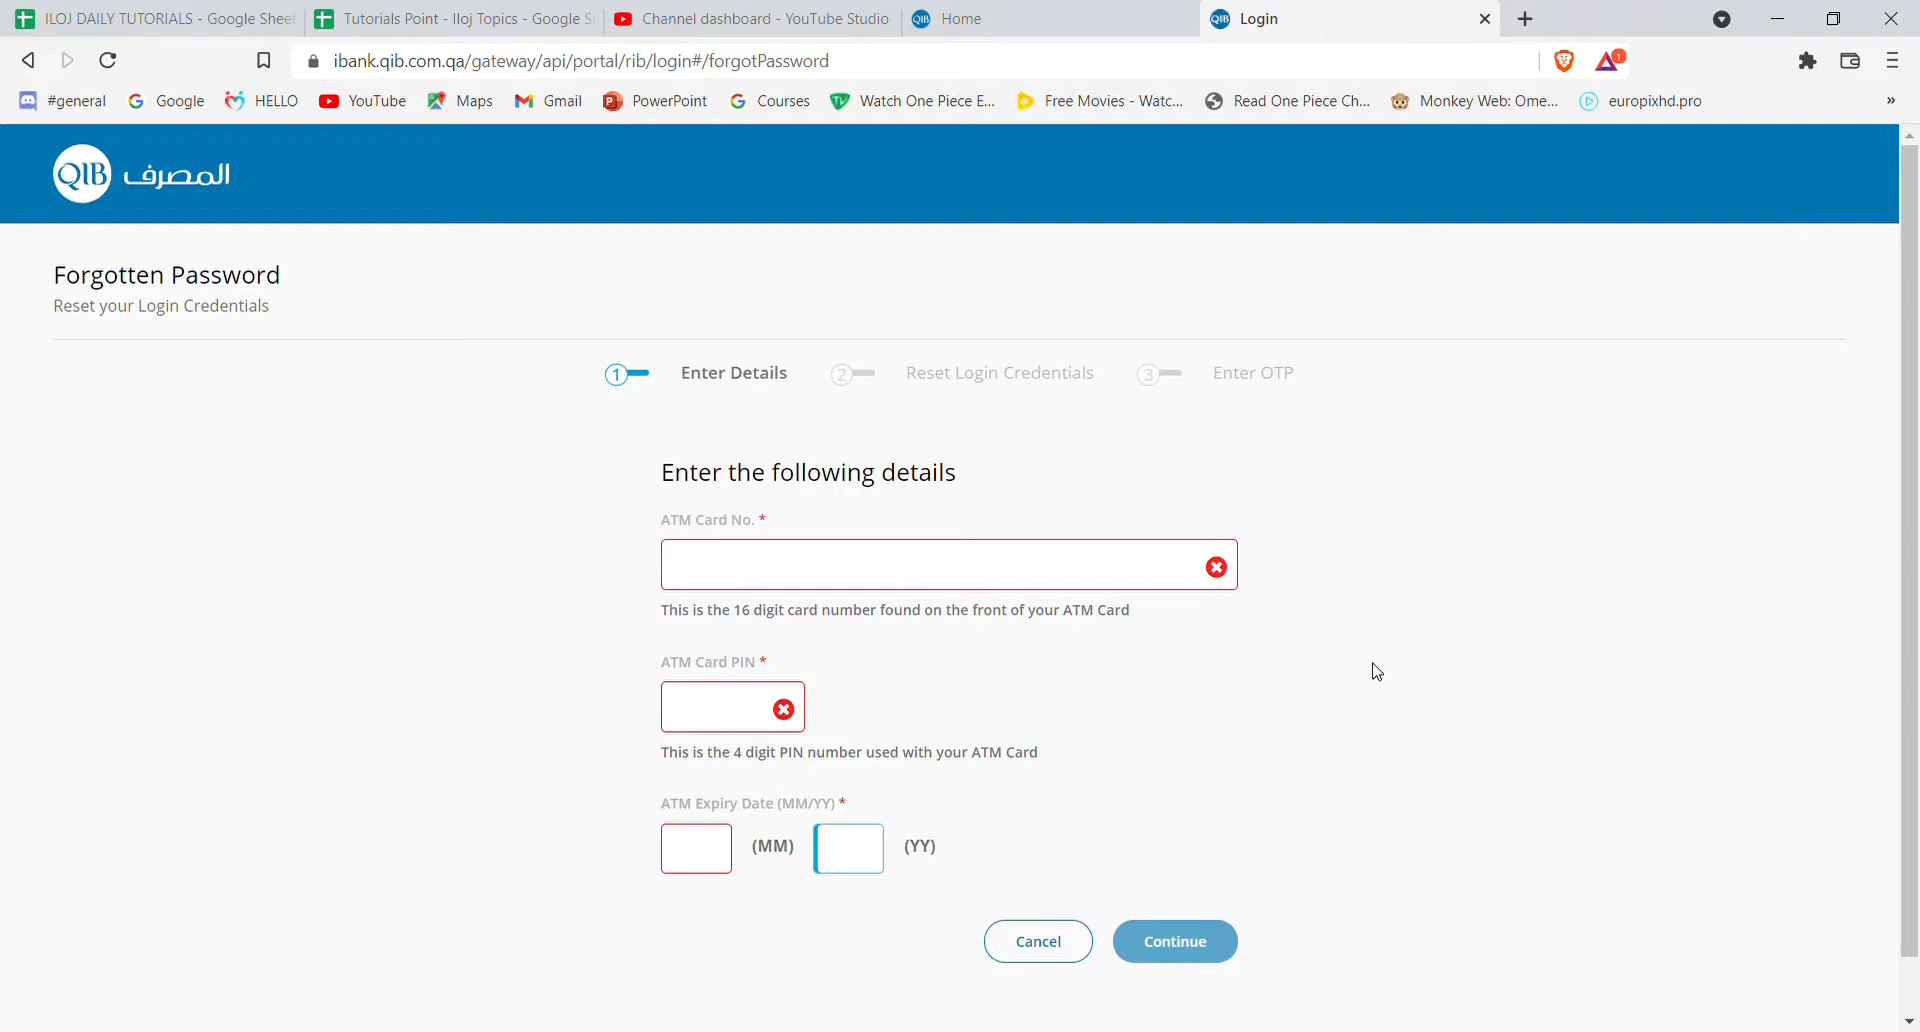 ILOJ DAILY TUTORIALS - Google Sheet
Tutorials Point - Iloj Topics - Google S
Channel dashboard - YouTube Studio
QIB Home
QIB Login
ibank.qib.com.qa/gateway/api/portal/rib/login#/forgotPassword
1
#general
Google
HELLO
YouTube
Maps
Gmail
PowerPoint
Courses
Watch One Piece E...
Free Movies - Watc...
Read One Piece Ch...
Monkey Web: Ome...
europixhd.pro
»
QIB المصرف
Forgotten Password
Reset your Login Credentials
1 Enter Details
2 Reset Login Credentials
3 Enter OTP
Enter the following details
ATM Card No. *
This is the 16 digit card number found on the front of your ATM Card
ATM Card PIN *
This is the 4 digit PIN number used with your ATM Card
ATM Expiry Date (MM/YY) *
(MM) (YY)
Cancel
Continue